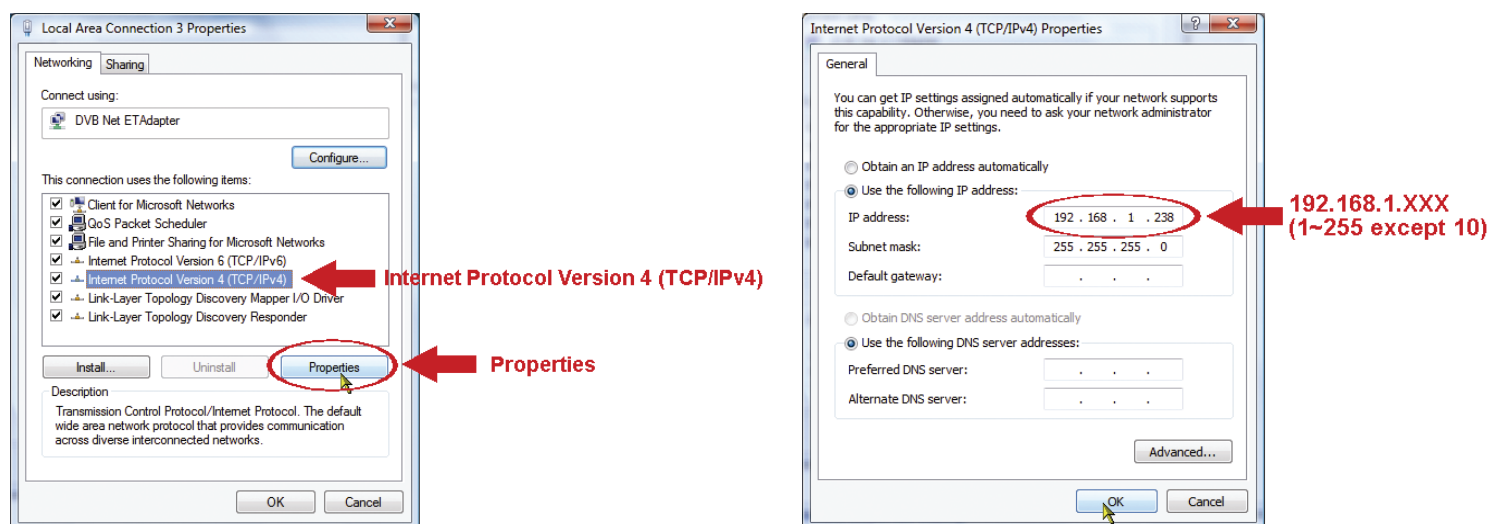 Local Area Connection 3 Properties
Networking
Sharing
Connect using:
DVB Net ETAdapter
Configure...
This connection uses the following items:
Client for Microsoft Networks
QoS Packet Scheduler
File and Printer Sharing for Microsoft Networks
Internet Protocol Version 6 (TCP/IPv6)
Internet Protocol Version 4 (TCP/IPv4)
Link-Layer Topology Discovery Mapper I/O Driver
Link-Layer Topology Discovery Responder
Install...
Uninstall
Properties
Description
Transmission Control Protocol/Internet Protocol. The default
wide area network protocol that provides communication
across diverse interconnected networks.
OK
Cancel
Internet Protocol Version 4 (TCP/IPv4)
Properties
Internet Protocol Version 4 (TCP/IPv4) Properties
General
You can get IP settings assigned automatically if your network supports
this capability. Otherwise, you need to ask your network administrator
for the appropriate IP settings.
Obtain an IP address automatically
Use the following IP address:
IP address: 192 . 168 . 1 . 238
Subnet mask: 255 . 255 . 255 . 0
Default gateway: . . .
Obtain DNS server address automatically
Use the following DNS server addresses:
Preferred DNS server: . . .
Alternate DNS server: . . .
Advanced...
OK
Cancel
192.168.1.XXX
(1~255 except 10)